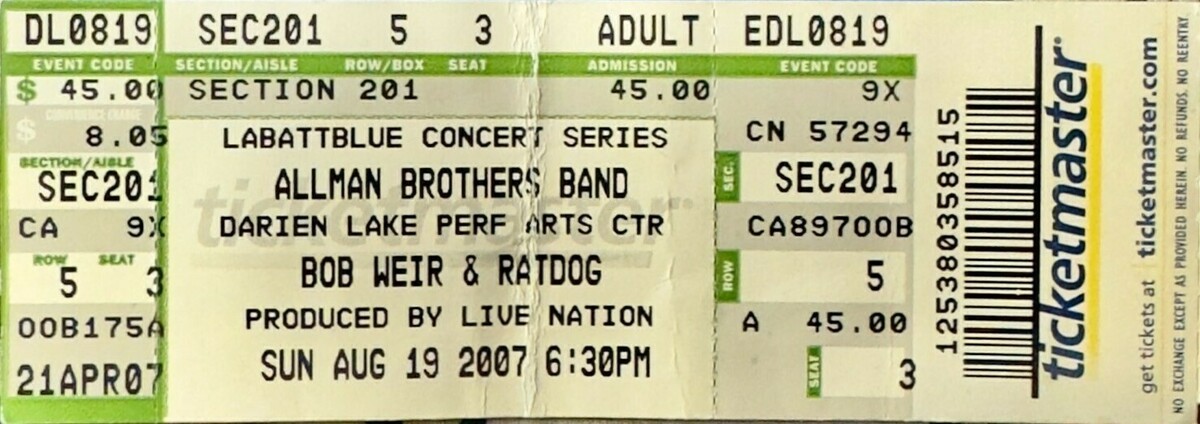 DL0819 SEC201 5 3 ADULT EDL0819
EVENT CODE SECTION/AISLE ROW/BOX SEAT ADMISSION EVENT CODE
$ 45.00 SECTION 201 45.00 9X
CONVENIENCE CHARGE
$ 8.05
SECTION/AISLE
SEC201
CA 9X
ROW SEAT
5 3
00B175A
21APR07
LABATTBLUE CONCERT SERIES
ALLMAN BROTHERS BAND
ticketmaster
DARIEN LAKE PERF ARTS CTR
BOB WEIR & RATDOG
PRODUCED BY LIVE NATION
SUN AUG 19 2007 6:30PM
CN 57294
SEC. SEC201
CA89700B
ROW 5
A 45.00
SEAT 3
125380358515
ticketmaster
get tickets at ticketmaster.com
NO EXCHANGE EXCEPT AS PROVIDED HEREIN. NO REFUNDS. NO REENTRY.